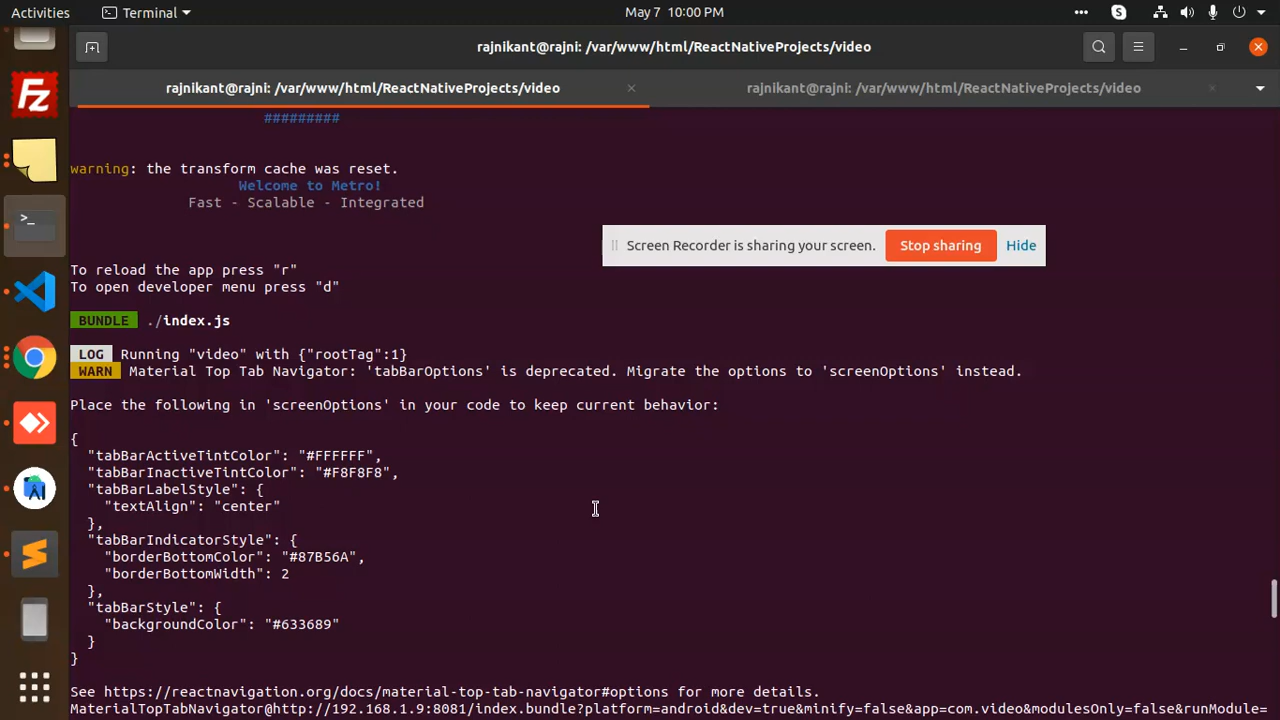 Activities
Terminal
May 7 10:00 PM
rajnikant@rajni: /var/www/html/ReactNativeProjects/video
rajnikant@rajni: /var/www/html/ReactNativeProjects/video
rajnikant@rajni: /var/www/html/ReactNativeProjects/video
#########
warning: the transform cache was reset.
Welcome to Metro!
Fast - Scalable - Integrated
Screen Recorder is sharing your screen.
Stop sharing
Hide
To reload the app press "r"
To open developer menu press "d"
BUNDLE ./index.js
LOG Running "video" with {"rootTag":1}
WARN Material Top Tab Navigator: 'tabBarOptions' is deprecated. Migrate the options to 'screenOptions' instead.
Place the following in 'screenOptions' in your code to keep current behavior:
{
"tabBarActiveTintColor": "#FFFFFF",
"tabBarInactiveTintColor": "#F8F8F8",
"tabBarLabelStyle": {
"textAlign": "center"
},
"tabBarIndicatorStyle": {
"borderBottomColor": "#87B56A",
"borderBottomWidth": 2
},
"tabBarStyle": {
"backgroundColor": "#633689"
}
}
See https://reactnavigation.org/docs/material-top-tab-navigator#options for more details.
MaterialTopTabNavigator@http://192.168.1.9:8081/index.bundle?platform=android&dev=true&minify=false&app=com.video&modulesOnly=false&runModule=